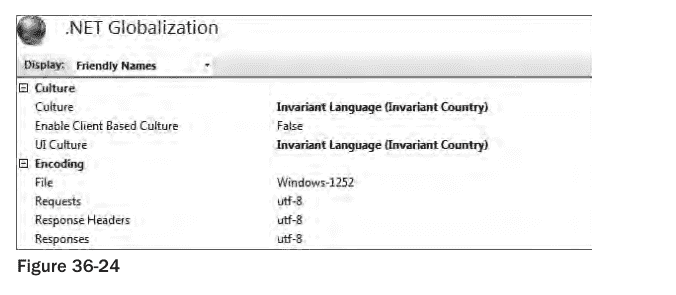 .NET Globalization
Display: Friendly Names
Culture
Culture Invariant Language (Invariant Country)
Enable Client Based Culture False
UI Culture Invariant Language (Invariant Country)
Encoding
File Windows-1252
Requests utf-8
Response Headers utf-8
Responses utf-8
Figure 36-24